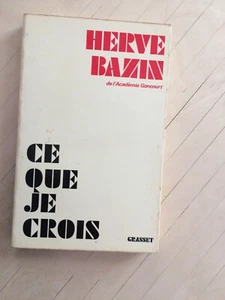 HERVE
BAZIN
de l'Académie Goncourt
CE
QUE
JE
CROIS
GRASSET